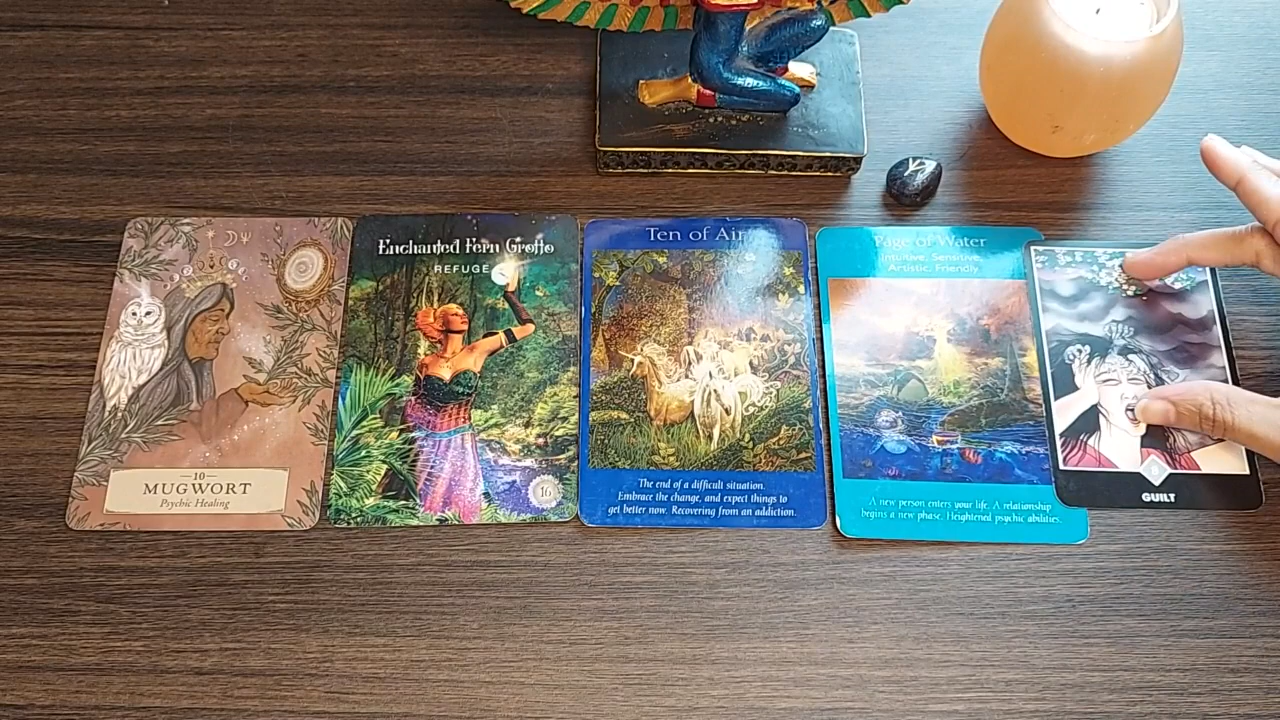 —10—
MUGWORT
Psychic Healing
Enchanted Fern Grotto
REFUGE
16
Ten of Air
The end of a difficult situation.
Embrace the change, and expect things to
get better now. Recovering from an addiction.
Page of Water
Intuitive, Sensitive,
Artistic, Friendly
A new person enters your life. A relationship
begins a new phase. Heightened psychic abilities.
8
GUILT